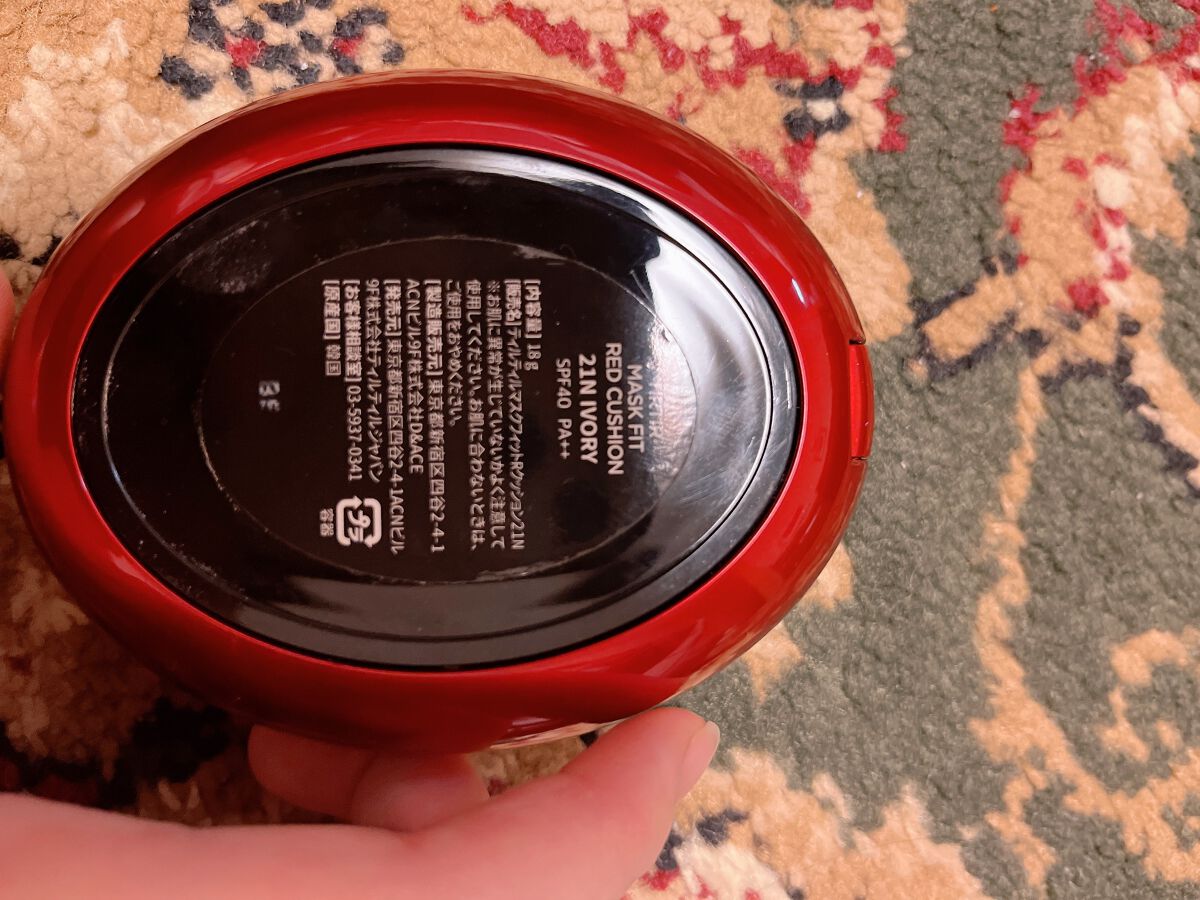 MASK FIT
RED CUSHION
21N IVORY
SPF40 PA++
[内容量] 18g
[販売名] ティルティルマスクフィットRクッション21N
※お肌に異常が生じていないかよく注意して
使用してください。お肌に合わないときは、
ご使用をおやめください。
[製造販売元] 東京都新宿区四谷2-4-1
ACNビル9F株式会社D&ACE
[発売元] 東京都新宿区四谷2-4-1ACNビル
9F株式会社ティルティルジャパン
[お客様相談室] 03-5937-0341
[原産国] 韓国
プラ
容器